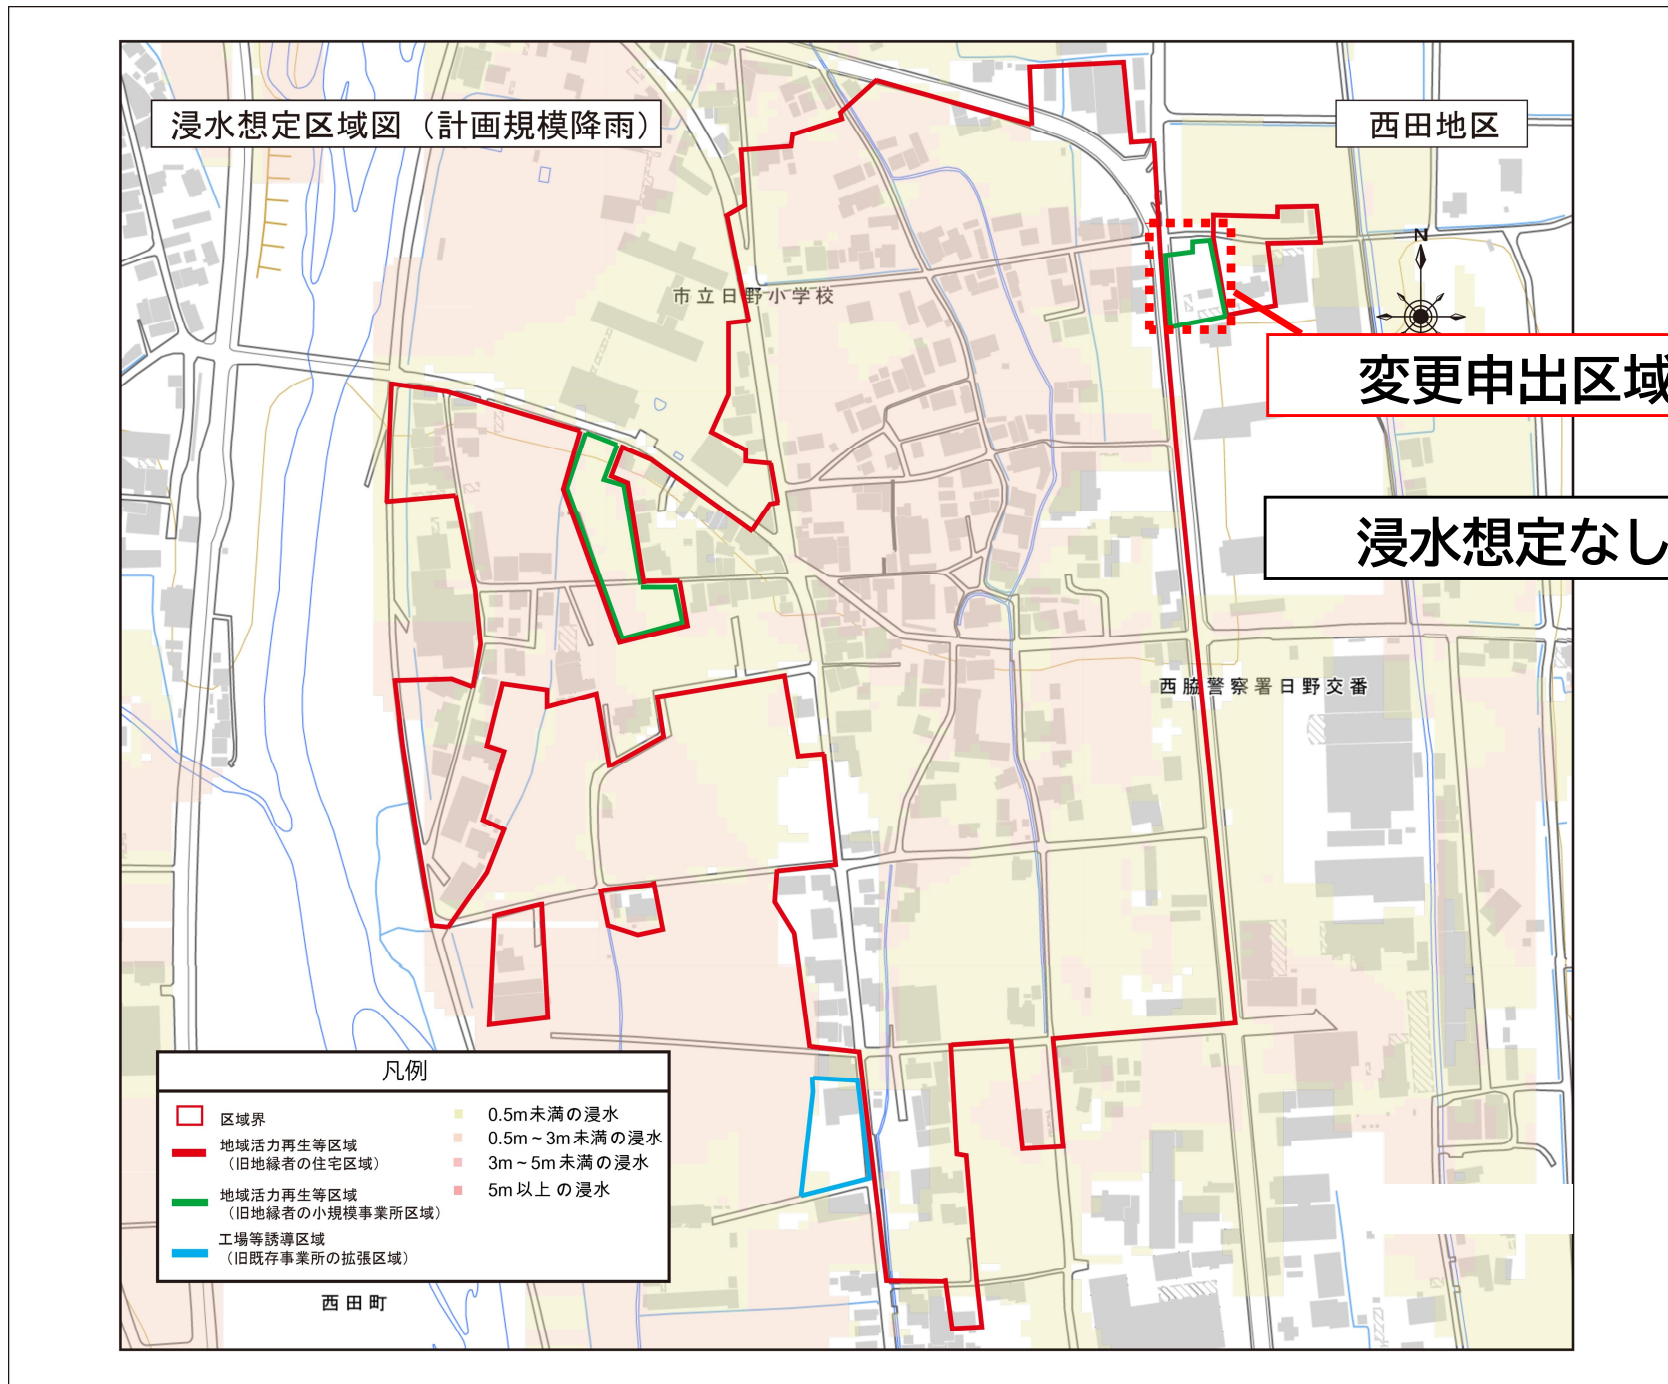 浸水想定区域図（計画規模降雨）
西田地区
N
市立日野小学校
変更申出区域
浸水想定なし
西脇警察署日野交番
凡例
区域界
地域活力再生等区域
（旧地縁者の住宅区域）
地域活力再生等区域
（旧地縁者の小規模事業所区域）
工場等誘導区域
（旧既存事業所の拡張区域）
0.5m未満の浸水
0.5m~3m未満の浸水
3m~5m未満の浸水
5m以上の浸水
西田町